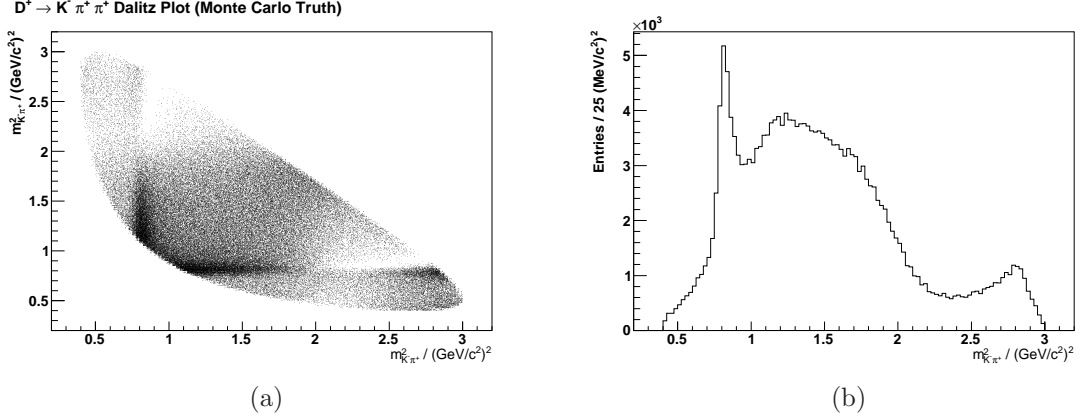 D⁺ → K⁻ π⁺ π⁺ Dalitz Plot (Monte Carlo Truth)
m²K⁻π⁺ / (GeV/c²)²
3
2.5
2
1.5
1
0.5
0.5 1 1.5 2 2.5 3
m²K⁻π⁺ / (GeV/c²)²
(a)
×10³
Entries / 25 (MeV/c²)²
5
4
3
2
1
0
0.5 1 1.5 2 2.5 3
m²K⁻π⁺ / (GeV/c²)²
(b)